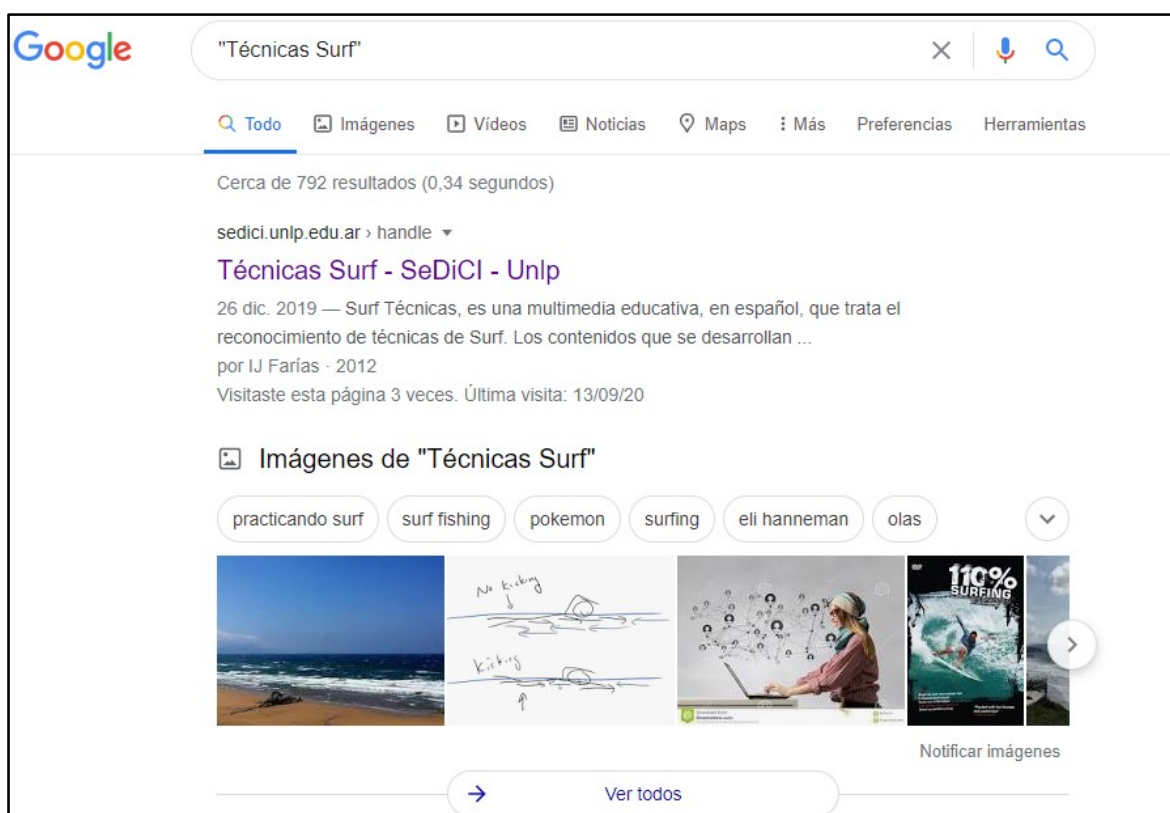 Google
"Técnicas Surf"
Todo Imágenes Vídeos Noticias Maps Más Preferencias Herramientas
Cerca de 792 resultados (0,34 segundos)
sedici.unlp.edu.ar › handle
Técnicas Surf - SeDiCI - Unlp
26 dic. 2019 — Surf Técnicas, es una multimedia educativa, en español, que trata el
reconocimiento de técnicas de Surf. Los contenidos que se desarrollan ...
por IJ Farías · 2012
Visitaste esta página 3 veces. Última visita: 13/09/20
Imágenes de "Técnicas Surf"
practicando surf surf fishing pokemon surfing eli hanneman olas
No kicking
kicking
110%
SURFING
Notificar imágenes
Ver todos